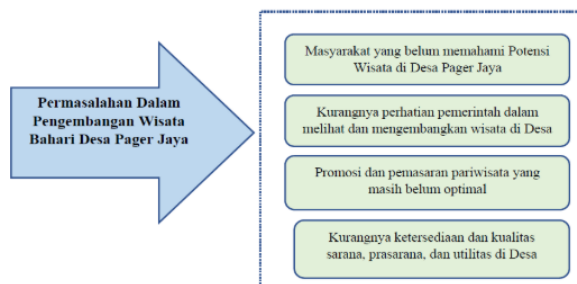 Permasalahan Dalam
Pengembangan Wisata
Bahari Desa Pager Jaya
Masyarakat yang belum memahami Potensi
Wisata di Desa Pager Jaya
Kurangnya perhatian pemerintah dalam
melihat dan mengembangkan wisata di Desa
Promosi dan pemasaran pariwisata yang
masih belum optimal
Kurangnya ketersediaan dan kualitas
sarana, prasarana, dan utilitas di Desa